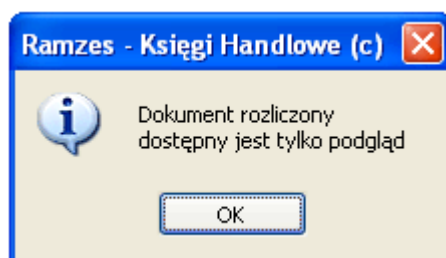 Ramzes - Księgi Handlowe (c)
Dokument rozliczony
dostępny jest tylko podgląd
OK